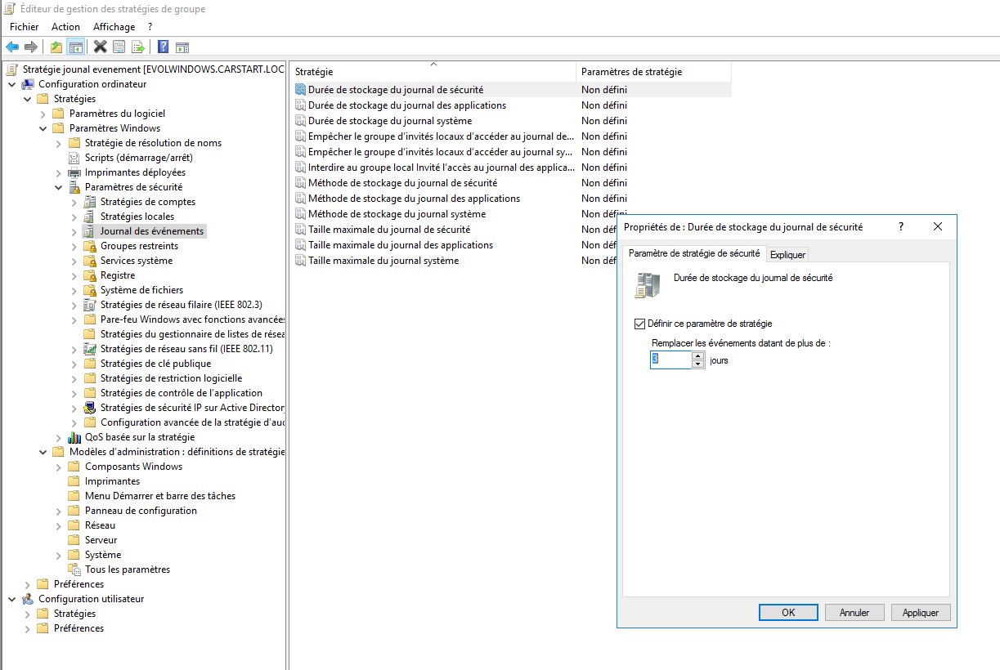 Éditeur de gestion des stratégies de groupe
Fichier Action Affichage ?
Stratégie jounal evenement [EVOLWINDOWS.CARSTART.LOC
Configuration ordinateur
Stratégies
Paramètres du logiciel
Paramètres Windows
Stratégie de résolution de noms
Scripts (démarrage/arrêt)
Imprimantes déployées
Paramètres de sécurité
Stratégies de comptes
Stratégies locales
Journal des événements
Groupes restreints
Services système
Registre
Système de fichiers
Stratégies de réseau filaire (IEEE 802.3)
Pare-feu Windows avec fonctions avancées
Stratégies du gestionnaire de listes de résea
Stratégies de réseau sans fil (IEEE 802.11)
Stratégies de clé publique
Stratégies de restriction logicielle
Stratégies de contrôle de l'application
Stratégies de sécurité IP sur Active Directory
Configuration avancée de la stratégie d'aud
QoS basée sur la stratégie
Modèles d'administration : définitions de stratégie
Composants Windows
Imprimantes
Menu Démarrer et barre des tâches
Panneau de configuration
Réseau
Serveur
Système
Tous les paramètres
Préférences
Configuration utilisateur
Stratégies
Préférences
Stratégie Paramètres de stratégie
Durée de stockage du journal de sécurité Non défini
Durée de stockage du journal des applications Non défini
Durée de stockage du journal système Non défini
Empêcher le groupe d'invités locaux d'accéder au journal de... Non défini
Empêcher le groupe d'invités locaux d'accéder au journal sy... Non défini
Interdire au groupe local Invité l'accès au journal des applica... Non défini
Méthode de stockage du journal de sécurité Non défini
Méthode de stockage du journal des applications Non défini
Méthode de stockage du journal système Non défini
Taille maximale du journal de sécurité Non déf
Taille maximale du journal des applications Non déf
Taille maximale du journal système Non déf
Propriétés de : Durée de stockage du journal de sécurité ?
Paramètre de stratégie de sécurité Expliquer
Durée de stockage du journal de sécurité
Définir ce paramètre de stratégie
Remplacer les événements datant de plus de :
3 jours
OK Annuler Appliquer